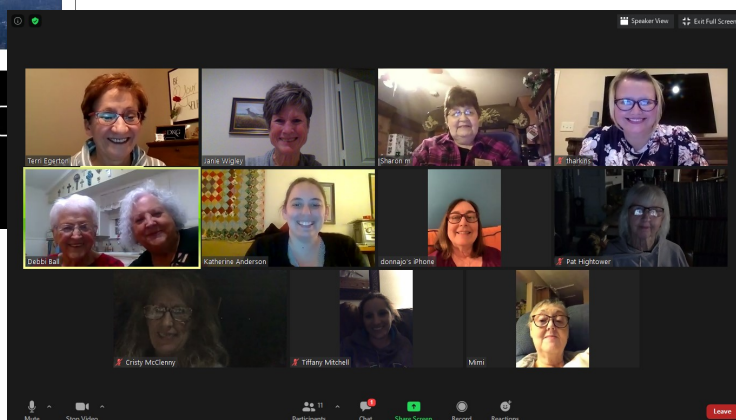 Speaker View
Exit Full Screen
Terri Egerton
Janie Wigley
Sharon m
tharkins
Debbi Ball
Katherine Anderson
donnajo's iPhone
Pat Hightower
Cristy McClenny
Tiffany Mitchell
Mimi
Mute
Stop Video
Participants
11
Chat
1
Share Screen
Record
Reactions
Leave